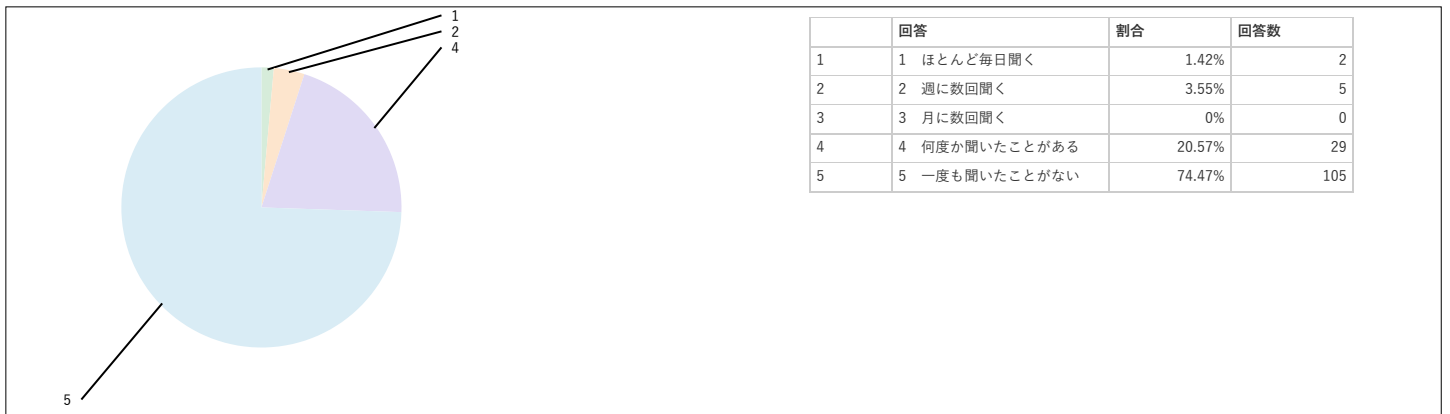 1
2
4
5
回答 割合 回答数
1 1 ほとんど毎日聞く 1.42% 2
2 2 週に数回聞く 3.55% 5
3 3 月に数回聞く 0% 0
4 4 何度か聞いたことがある 20.57% 29
5 5 一度も聞いたことがない 74.47% 105